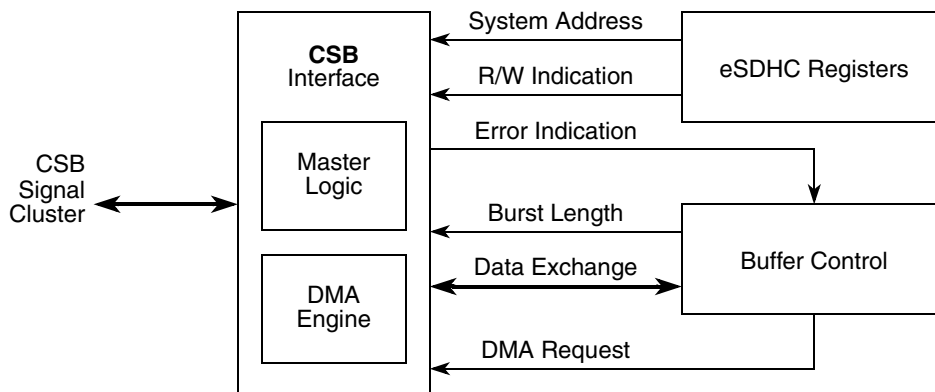 System Address
CSB
Interface
R/W Indication
eSDHC Registers
Error Indication
Master
Logic
CSB
Signal
Cluster
Burst Length
Data Exchange
Buffer Control
DMA
Engine
DMA Request